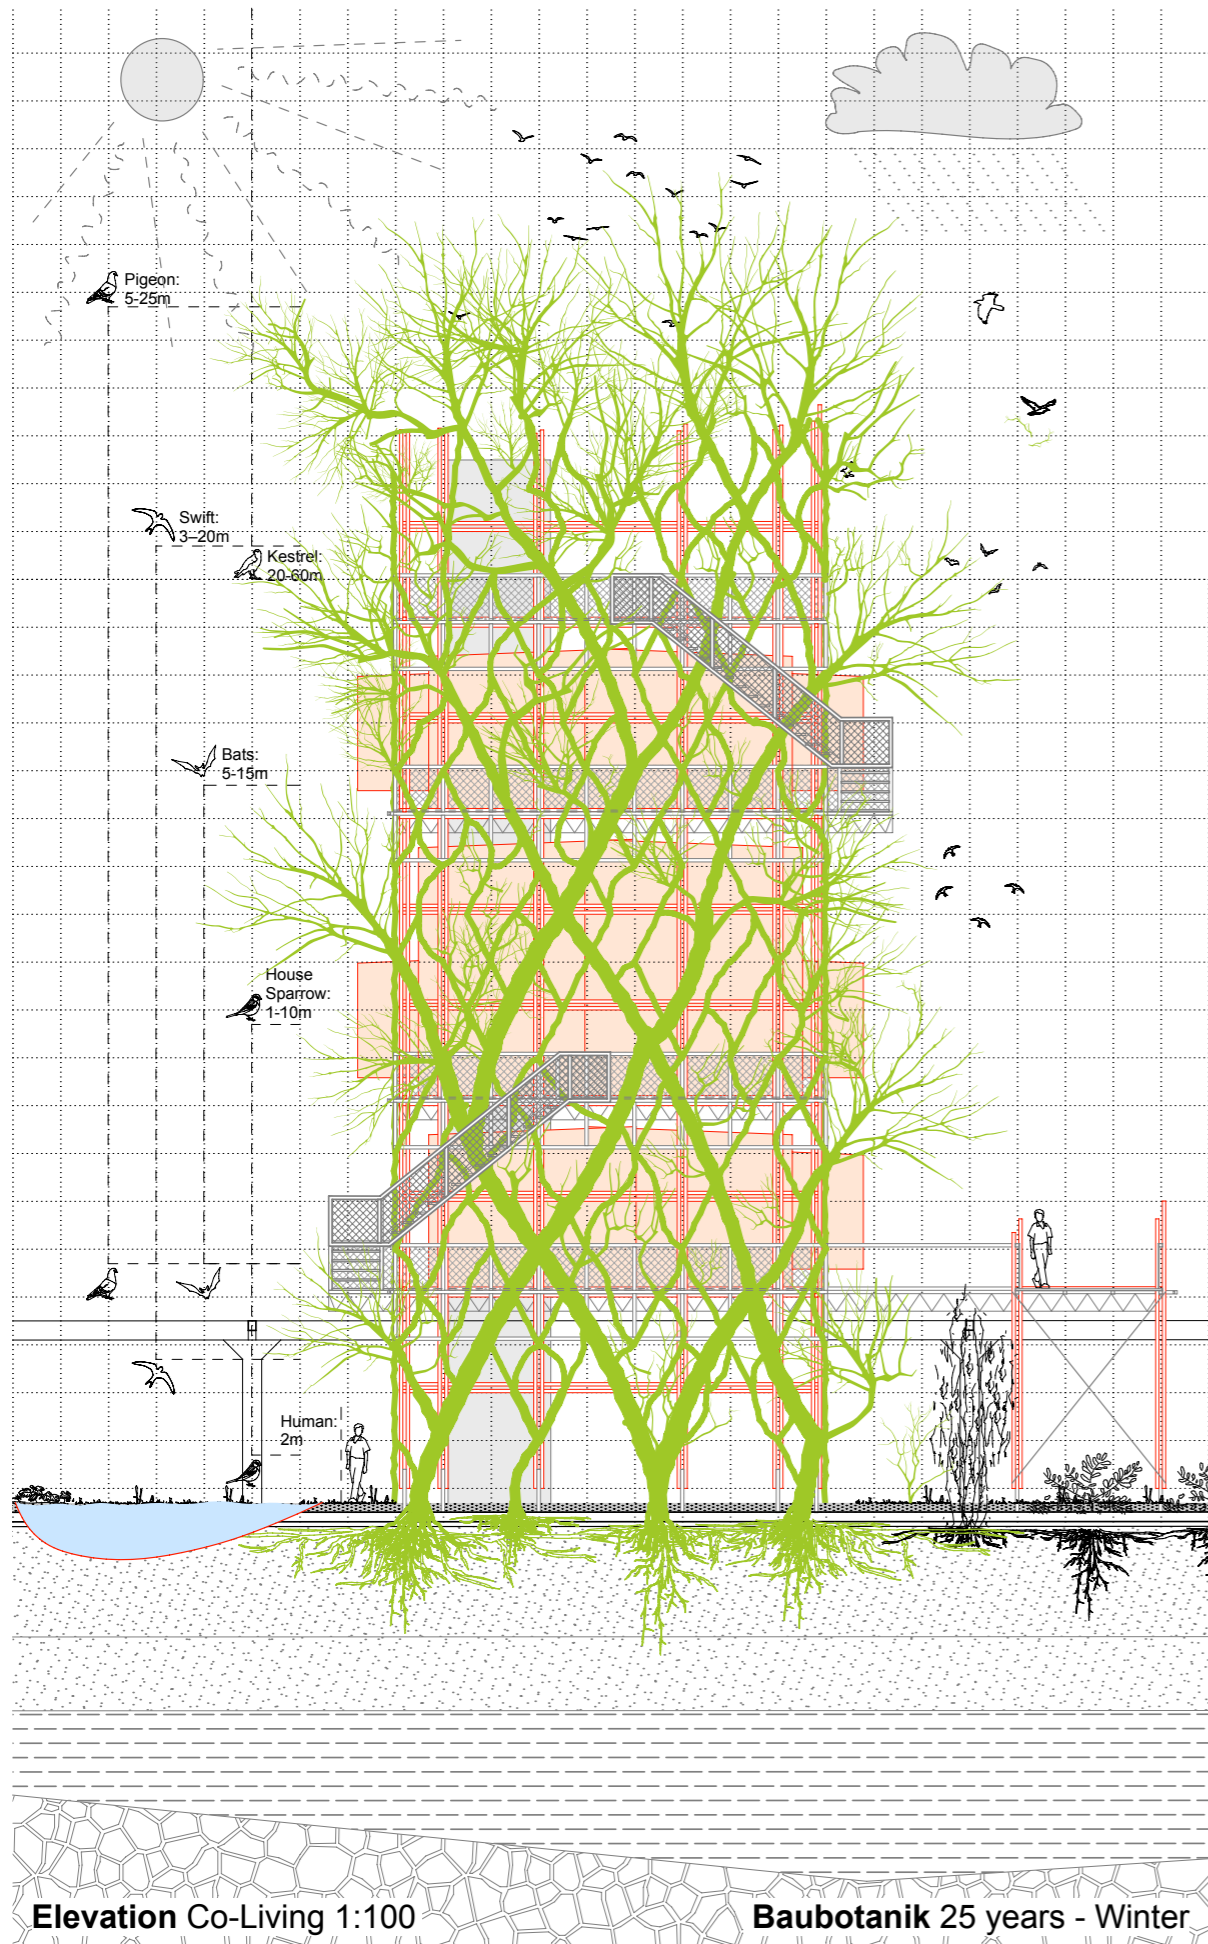 Pigeon:
5-25m
Swift:
3–20m
Kestrel:
20-60m
Bats:
5-15m
House
Sparrow:
1-10m
Human:
2m
Elevation Co-Living 1:100
Baubotanik 25 years - Winter